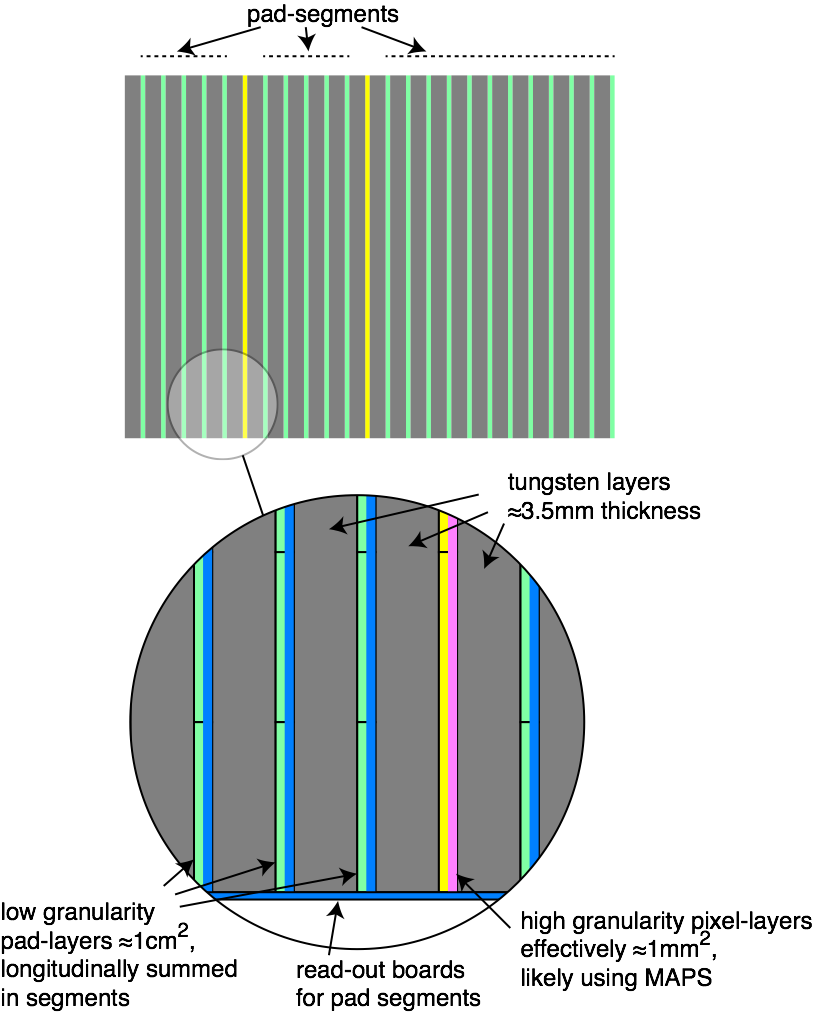 pad-segments
tungsten layers
≈3.5mm thickness
low granularity
pad-layers ≈1cm²,
longitudinally summed
in segments
read-out boards
for pad segments
high granularity pixel-layers
effectively ≈1mm²,
likely using MAPS